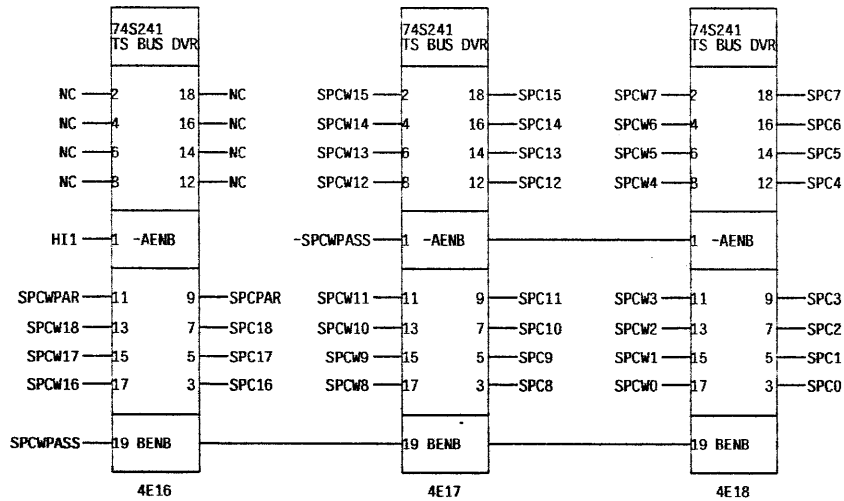 74S241 74S241 74S241
TS BUS DVR TS BUS DVR TS BUS DVR
NC 2 18 NC SPCW15 2 18 SPC15 SPCW7 2 18 SPC7
NC 4 16 NC SPCW14 4 16 SPC14 SPCW6 4 16 SPC6
NC 6 14 NC SPCW13 6 14 SPC13 SPCW5 6 14 SPC5
NC 8 12 NC SPCW12 8 12 SPC12 SPCW4 8 12 SPC4
HI1 1 -AENB -SPCWPASS 1 -AENB 1 -AENB
SPCWPAR 11 9 SPCPAR SPCW11 11 9 SPC11 SPCW3 11 9 SPC3
SPCW18 13 7 SPC18 SPCW10 13 7 SPC10 SPCW2 13 7 SPC2
SPCW17 15 5 SPC17 SPCW9 15 5 SPC9 SPCW1 15 5 SPC1
SPCW16 17 3 SPC16 SPCW8 17 3 SPC8 SPCW0 17 3 SPC0
SPCWPASS 19 BENB 19 BENB 19 BENB
4E16 4E17 4E18